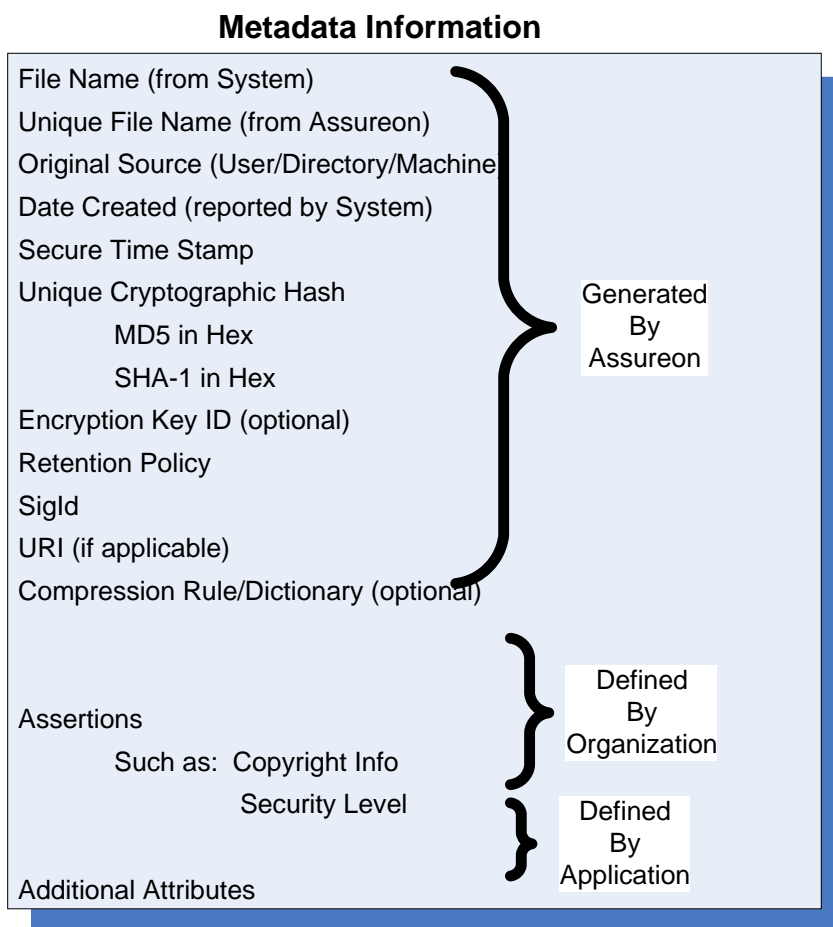 Metadata Information
File Name (from System)
Unique File Name (from Assureon)
Original Source (User/Directory/Machine)
Date Created (reported by System)
Secure Time Stamp
Unique Cryptographic Hash
MD5 in Hex
SHA-1 in Hex
Encryption Key ID (optional)
Retention Policy
SigId
URI (if applicable)
Compression Rule/Dictionary (optional)
Generated
By
Assureon
Assertions
Such as: Copyright Info
Security Level
Defined
By
Organization
Additional Attributes
Defined
By
Application